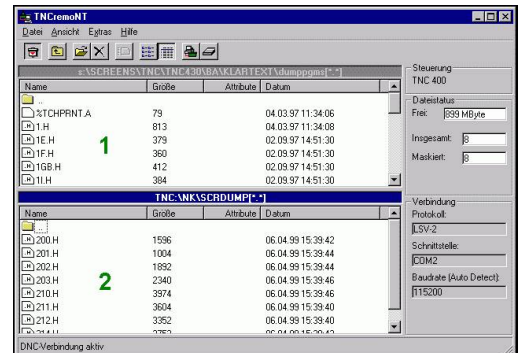 TNCremoNT
Datei Ansicht Extras Hilfe
s:\SCREENS\TNC\TNC430\BA\KLARTEXT\dumppgms[*.*]
Name Größe Attribute Datum
..
%TCHPRNT.A 79 04.03.97 11:34:06
1.H 813 04.03.97 11:34:08
1E.H 379 02.09.97 14:51:30
1F.H 360 02.09.97 14:51:30
1GB.H 412 02.09.97 14:51:30
1I.H 384 02.09.97 14:51:30
1
TNC:\NK\SCRDUMP[*.*]
Name Größe Attribute Datum
..
200.H 1596 06.04.99 15:39:42
201.H 1004 06.04.99 15:39:44
202.H 1892 06.04.99 15:39:44
203.H 2340 06.04.99 15:39:46
210.H 3974 06.04.99 15:39:46
211.H 3604 06.04.99 15:39:40
212.H 3352 06.04.99 15:39:40
2
Steuerung
TNC 400
Dateistatus
Frei: 899 MByte
Insgesamt: 8
Maskiert: 8
Verbindung
Protokoll:
LSV-2
Schnittstelle:
COM2
Baudrate (Auto Detect):
115200
DNC-Verbindung aktiv